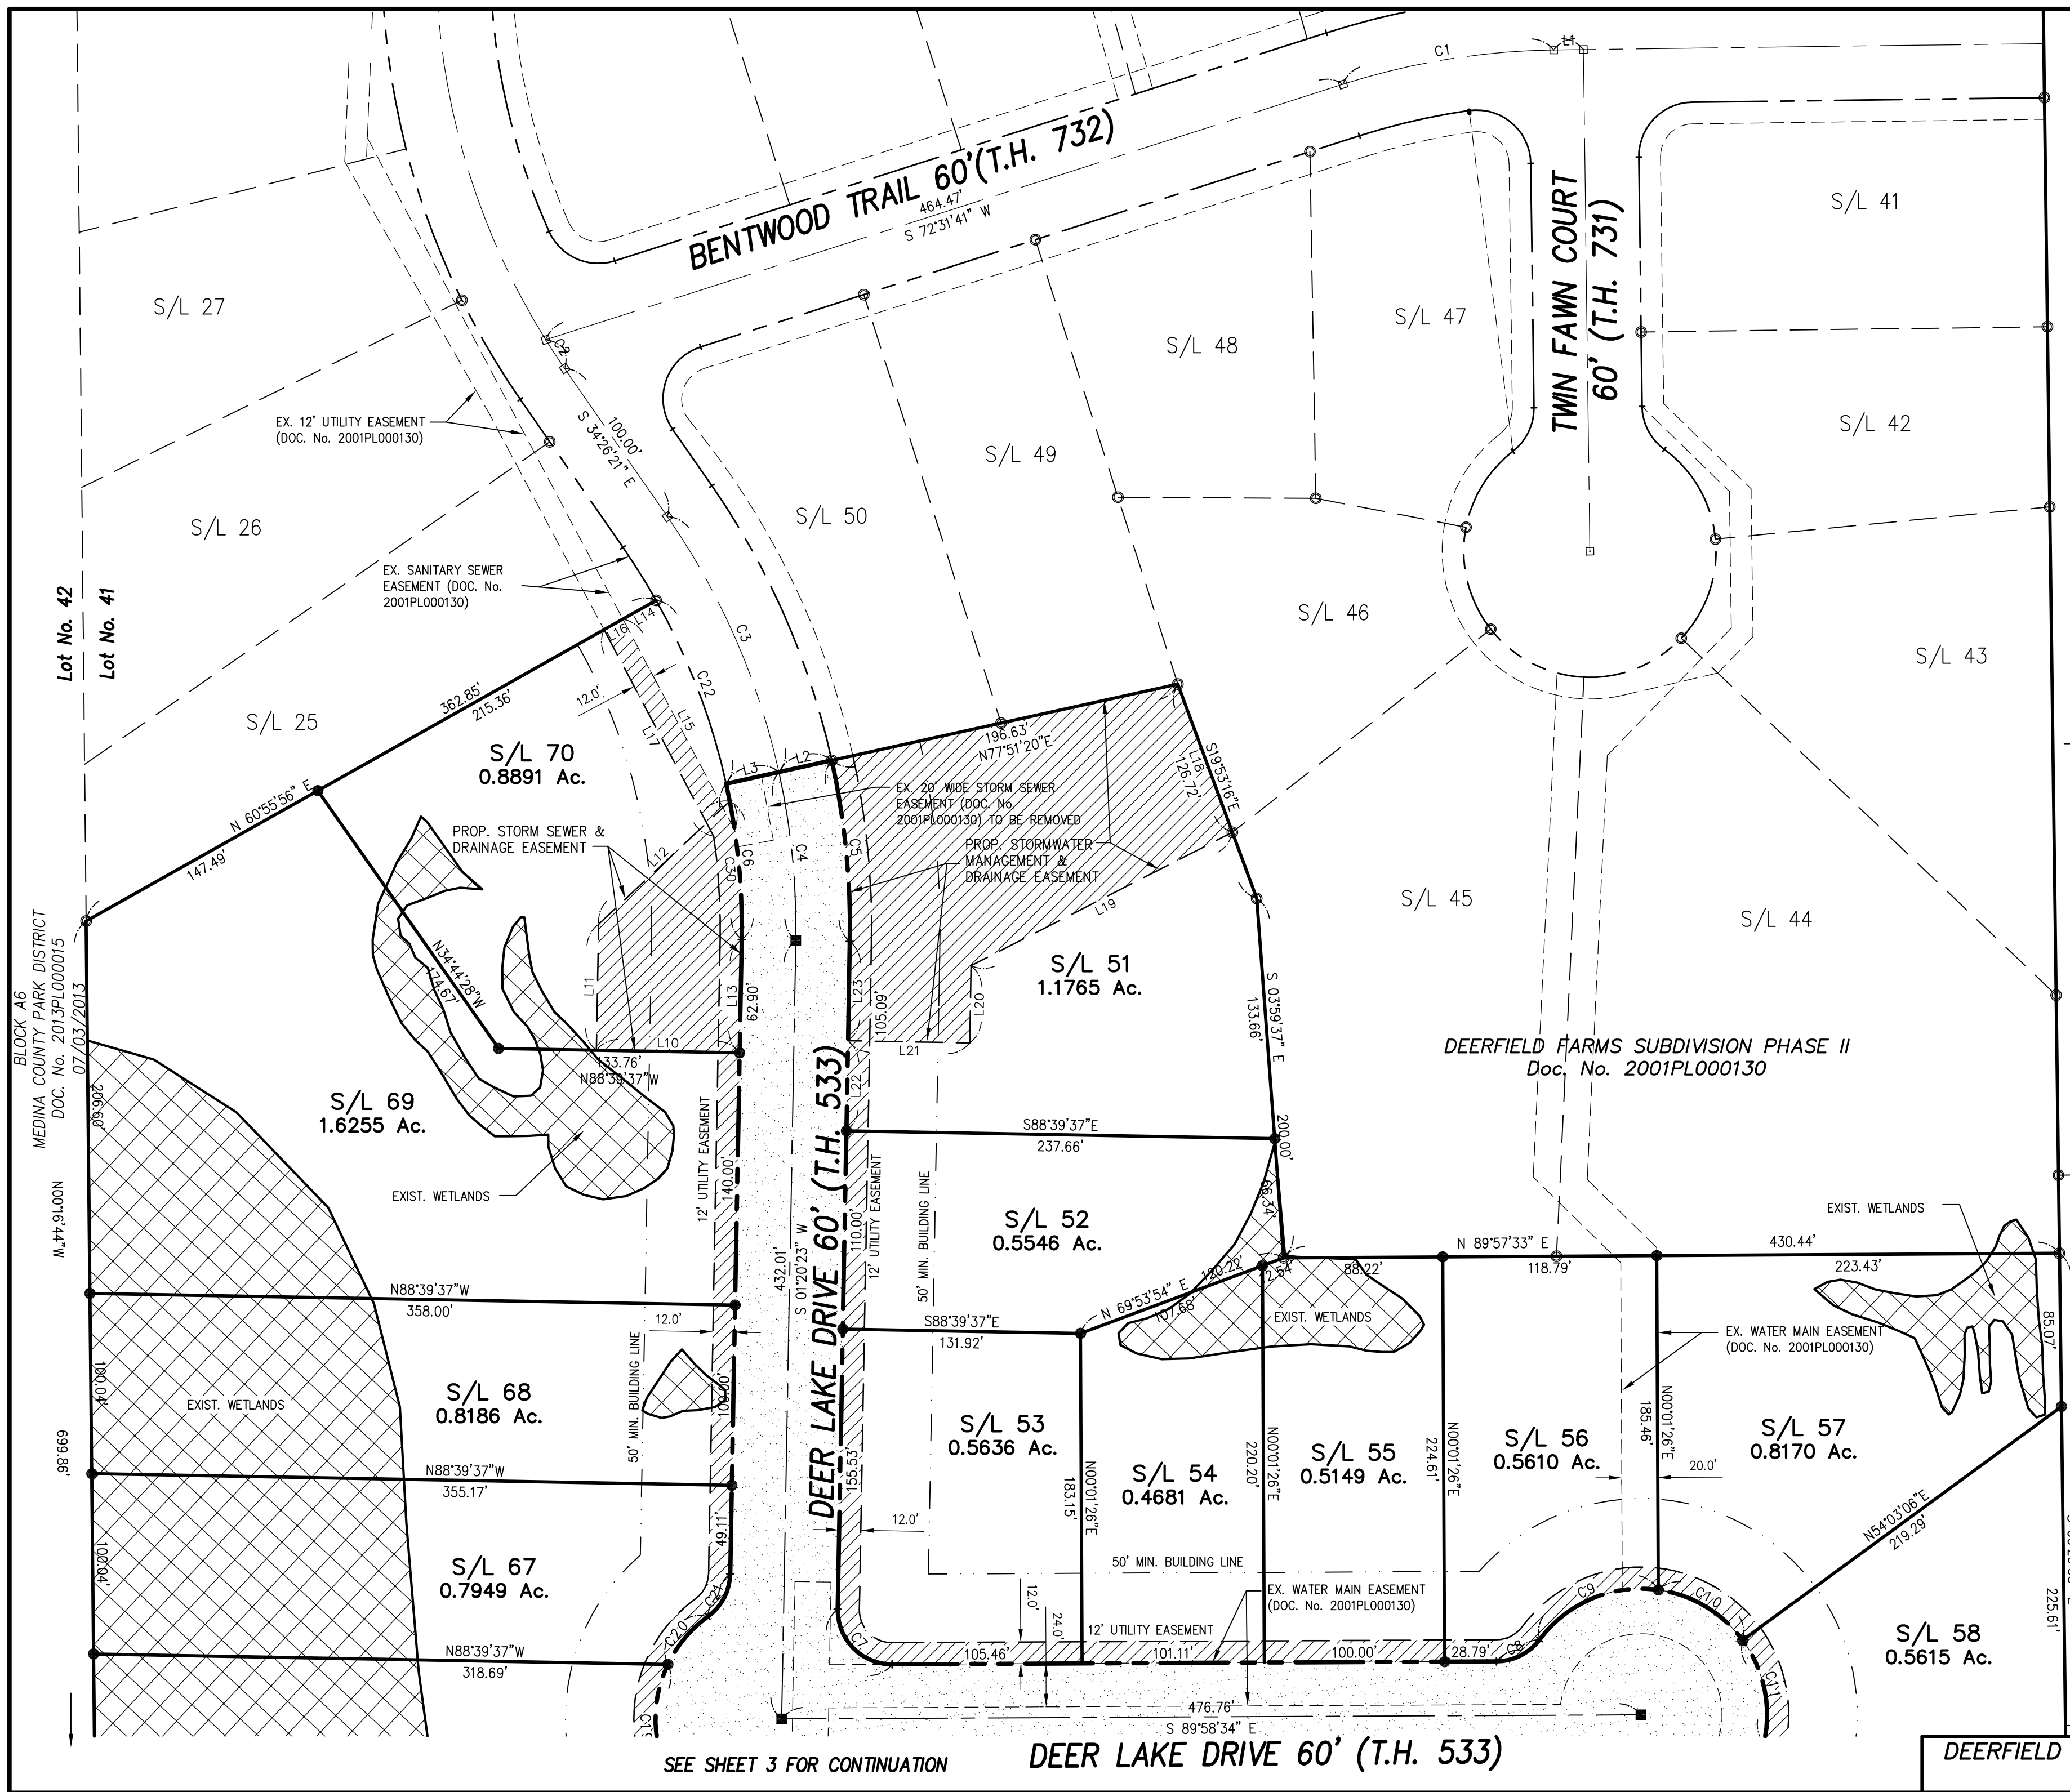 C1
L1
BENTWOOD TRAIL 60'(T.H. 732)
464.47'
S 72°31'41" W
TWIN FAWN COURT
60' (T.H. 731)
S/L 41
S/L 27
S/L 47
S/L 48
C2
100.00'
S 34°26'21" E
EX. 12' UTILITY EASEMENT
(DOC. No. 2001PL000130)
S/L 42
S/L 49
S/L 50
S/L 26
EX. SANITARY SEWER
EASEMENT (DOC. No.
2001PL000130)
Lot No. 42
Lot No. 41
S/L 46
S/L 43
L14
L16
C3
C22
12.0'
L15
L17
362.85'
215.36'
S/L 25
S/L 70
0.8891 Ac.
N 60°55'56" E
147.49'
L3
L2
196.63'
N77°51'20"E
L18
126.72'
S19°53'16"E
EX. 20' WIDE STORM SEWER
EASEMENT (DOC. No.
2001PL000130) TO BE REMOVED
PROP. STORM SEWER &
DRAINAGE EASEMENT
PROP. STORMWATER
MANAGEMENT &
DRAINAGE EASEMENT
L12
C30
C6
C4
C5
L19
S/L 45
S/L 44
BLOCK A6
MEDINA COUNTY PARK DISTRICT
DOC. No. 2013PL000015
07/03/2013
N34°44'28"W
174.67'
L11
L13
62.90'
L23
105.09'
L20
L21
S/L 51
1.1765 Ac.
S 03°59'37" E
133.66'
L10
133.76'
N88°39'37"W
DEERFIELD FARMS SUBDIVISION PHASE II
Doc. No. 2001PL000130
206.60'
S/L 69
1.6255 Ac.
L22
S88°39'37"E
237.66'
200.00'
66.34'
12' UTILITY EASEMENT
140.00'
EXIST. WETLANDS
N00°16'44"W
432.01'
S 01°20'23" W
DEER LAKE DRIVE 60' (T.H. 533)
110.00'
12' UTILITY EASEMENT
50' MIN. BUILDING LINE
S/L 52
0.5546 Ac.
EXIST. WETLANDS
N 89°57'33" E
430.44'
88.22'
118.79'
223.43'
N 69°53'54" E
120.22'
12.54'
107.68'
N88°39'37"W
358.00'
12.0'
S88°39'37"E
131.92'
EXIST. WETLANDS
EX. WATER MAIN EASEMENT
(DOC. No. 2001PL000130)
85.07'
100.04'
50' MIN. BUILDING LINE
S/L 68
0.8186 Ac.
100.00'
EXIST. WETLANDS
699.86'
S/L 53
0.5636 Ac.
N00°01'26"E
183.15'
S/L 54
0.4681 Ac.
N00°01'26"E
220.20'
S/L 55
0.5149 Ac.
N00°01'26"E
224.61'
S/L 56
0.5610 Ac.
N00°01'26"E
185.46'
S/L 57
0.8170 Ac.
20.0'
N88°39'37"W
355.17'
155.53'
12.0'
49.11'
N54°03'06"E
219.29'
100.04'
S/L 67
0.7949 Ac.
C21
C20
50' MIN. BUILDING LINE
12.0'
24.0'
EX. WATER MAIN EASEMENT
(DOC. No. 2001PL000130)
C9
C10
225.61'
12' UTILITY EASEMENT
C7
105.46'
101.11'
100.00'
28.79'
C8
S/L 58
0.5615 Ac.
N88°39'37"W
318.69'
C11
476.76'
S 89°58'34" E
SEE SHEET 3 FOR CONTINUATION
DEER LAKE DRIVE 60' (T.H. 533)
DEERFIELD